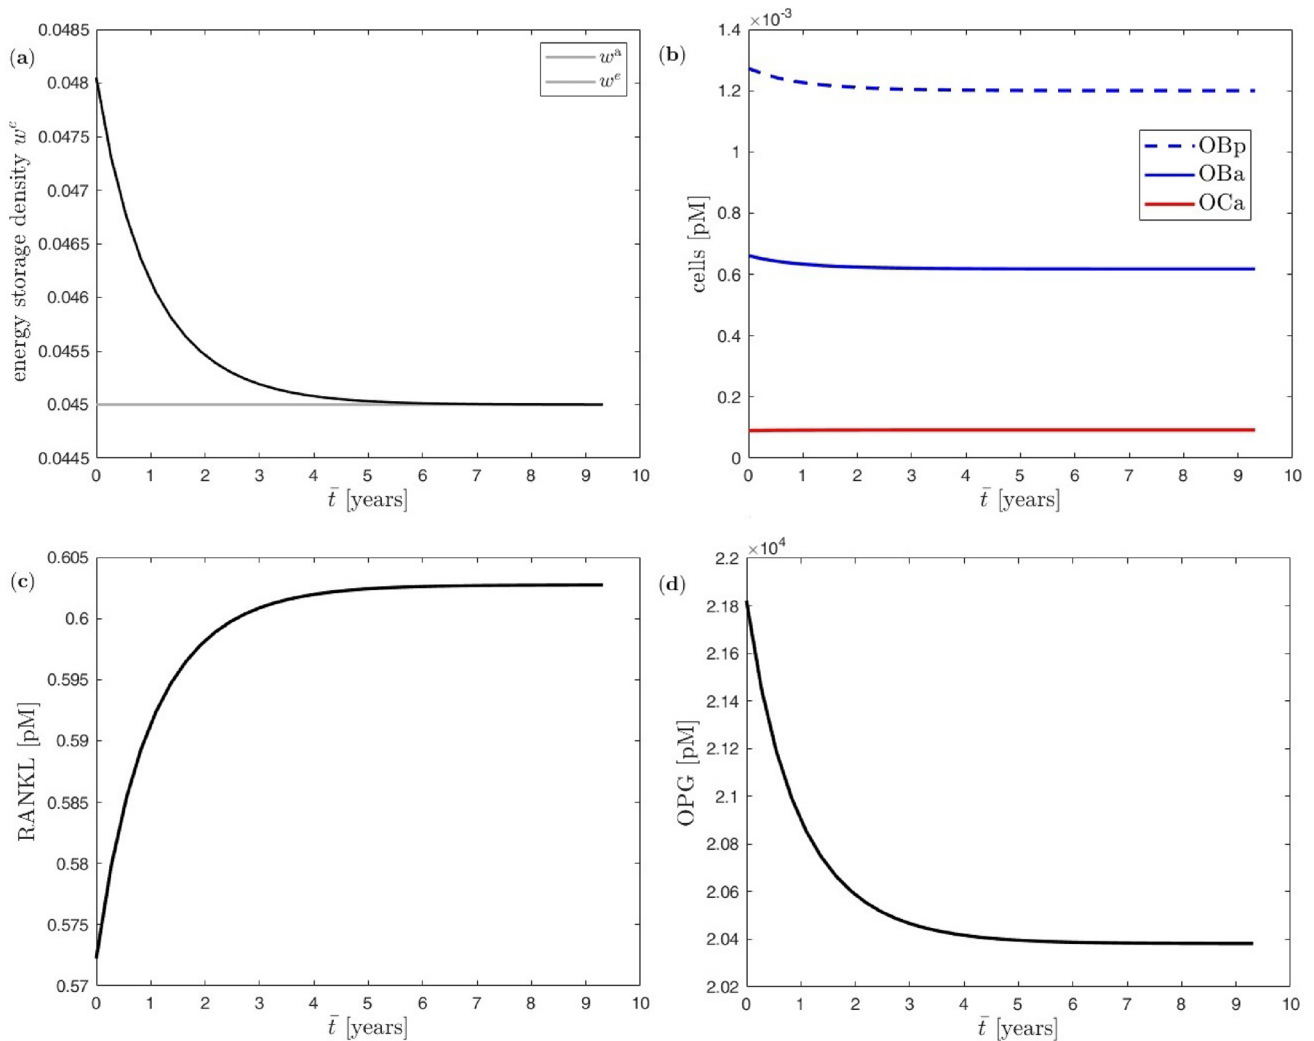 (a)
energy storage density w^e
0.0485
0.048
0.0475
0.047
0.0465
0.046
0.0455
0.045
0.0445
w^a
w^e
0 1 2 3 4 5 6 7 8 9 10
t̄ [years]
(b)
cells [pM]
×10^-3
1.4
1.2
1
0.8
0.6
0.4
0.2
0
OBp
OBa
OCa
0 1 2 3 4 5 6 7 8 9 10
t̄ [years]
(c)
RANKL [pM]
0.605
0.6
0.595
0.59
0.585
0.58
0.575
0.57
0 1 2 3 4 5 6 7 8 9 10
t̄ [years]
(d)
OPG [pM]
×10^4
2.2
2.18
2.16
2.14
2.12
2.1
2.08
2.06
2.04
2.02
0 1 2 3 4 5 6 7 8 9 10
t̄ [years]